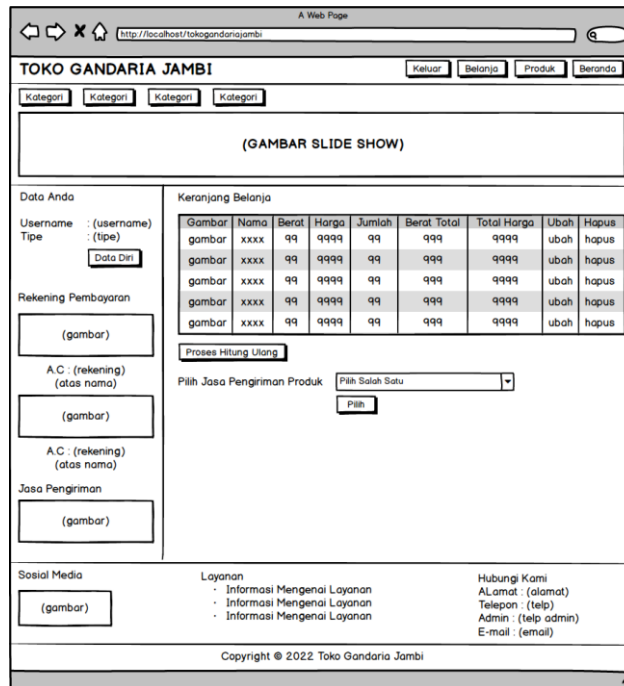 A Web Page
http://localhost/tokogandariajambi
TOKO GANDARIA JAMBI
Keluar Belanja Produk Beranda
Kategori Kategori Kategori Kategori
(GAMBAR SLIDE SHOW)
Data Anda
Username : (username)
Tipe : (tipe)
Data Diri
Rekening Pembayaran
(gambar)
A.C : (rekening)
(atas nama)
(gambar)
A.C : (rekening)
(atas nama)
Jasa Pengiriman
(gambar)
Keranjang Belanja
Gambar Nama Berat Harga Jumlah Berat Total Total Harga Ubah Hapus
gambar xxxx 99 9999 99 999 9999 ubah hapus
gambar xxxx 99 9999 99 999 9999 ubah hapus
gambar xxxx 99 9999 99 999 9999 ubah hapus
gambar xxxx 99 9999 99 999 9999 ubah hapus
gambar xxxx 99 9999 99 999 9999 ubah hapus
Proses Hitung Ulang
Pilih Jasa Pengiriman Produk Pilih Salah Satu
Pilih
Sosial Media
(gambar)
Layanan
· Informasi Mengenai Layanan
· Informasi Mengenai Layanan
· Informasi Mengenai Layanan
Hubungi Kami
ALamat : (alamat)
Telepon : (telp)
Admin : (telp admin)
E-mail : (email)
Copyright © 2022 Toko Gandaria Jambi